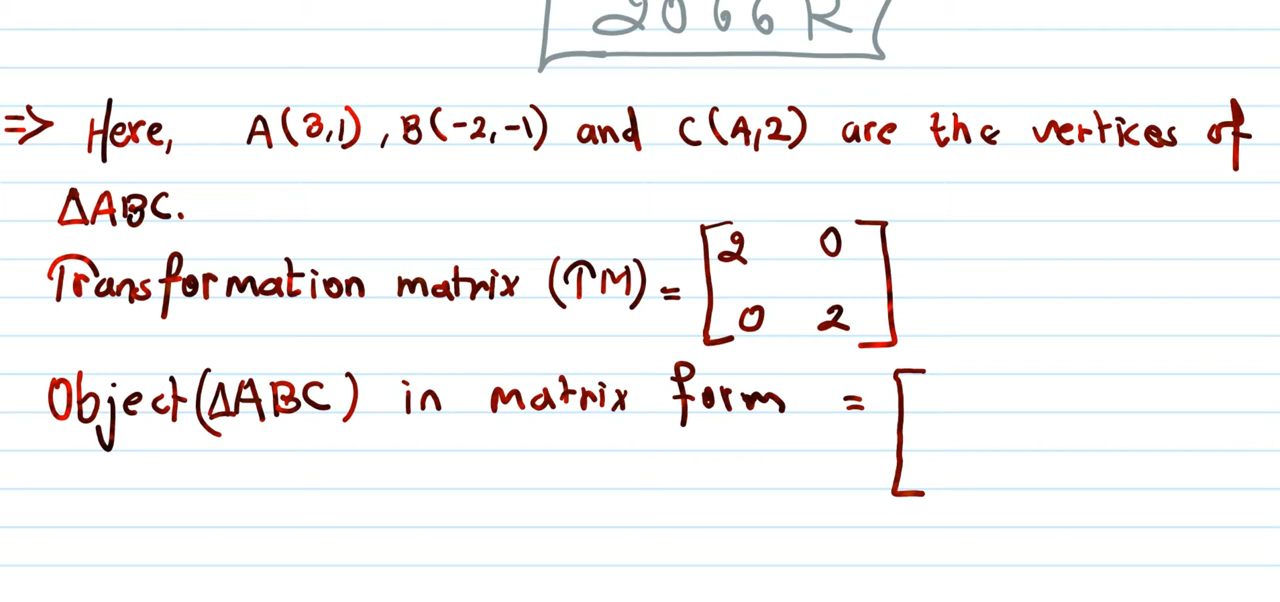 2066 R
=> Here, A(3,1), B(-2,-1) and C(4,2) are the vertices of
ΔABC.
Transformation matrix (TM) = [2 0
0 2]
Object(ΔABC) in matrix form = [